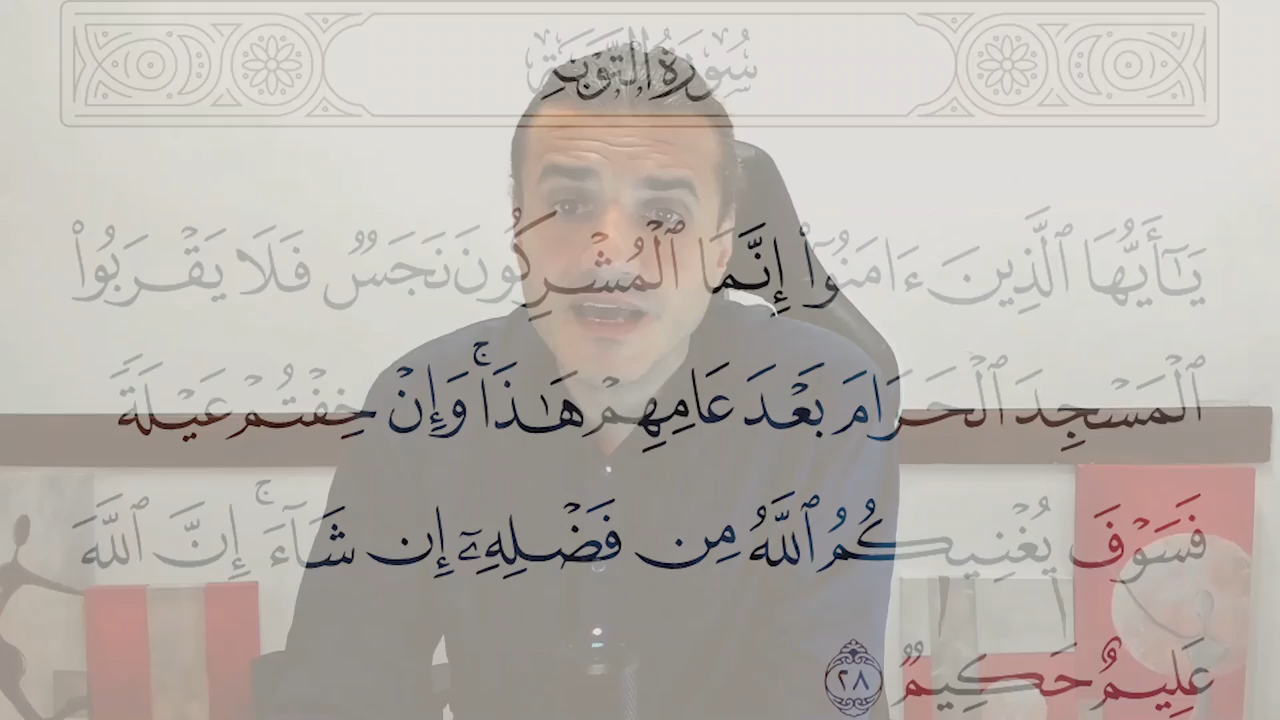 سُورَةُ التَّوْبَةِ
يَـٰٓأَيُّهَا ٱلَّذِينَ ءَامَنُوٓا۟ إِنَّمَا ٱلْمُشْرِكُونَ نَجَسٌۭ فَلَا يَقْرَبُوا۟
ٱلْمَسْجِدَ ٱلْحَرَامَ بَعْدَ عَامِهِمْ هَـٰذَا ۚ وَإِنْ خِفْتُمْ عَيْلَةًۭ
فَسَوْفَ يُغْنِيكُمُ ٱللَّهُ مِن فَضْلِهِۦٓ إِن شَآءَ ۚ إِنَّ ٱللَّهَ
عَلِيمٌ حَكِيمٌۭ ٢٨